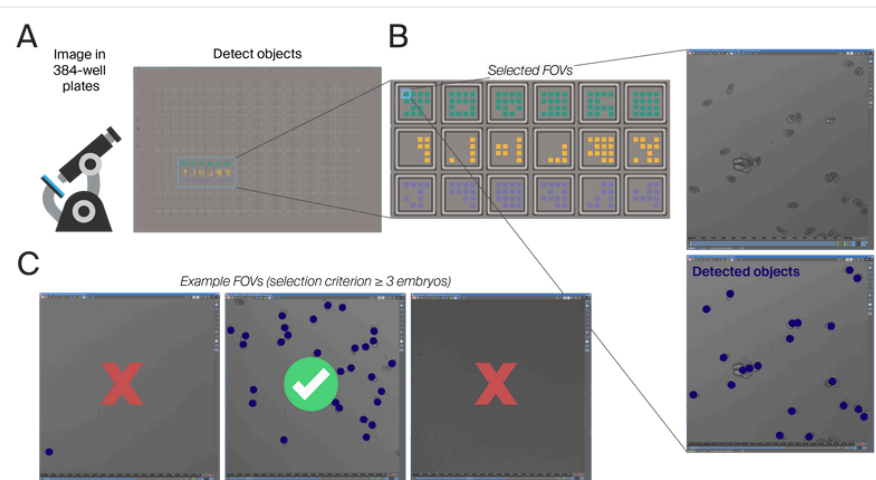 A
Image in
384-well
plates
Detect objects
B
Selected FOVs
Detected objects
C
Example FOVs (selection criterion ≥ 3 embryos)